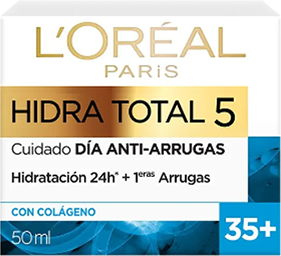 L'ORÉAL
PARIS
HIDRA TOTAL 5
Cuidado DÍA ANTI-ARRUGAS
Hidratación 24h* + 1eras Arrugas
CON COLÁGENO
50ml
35+